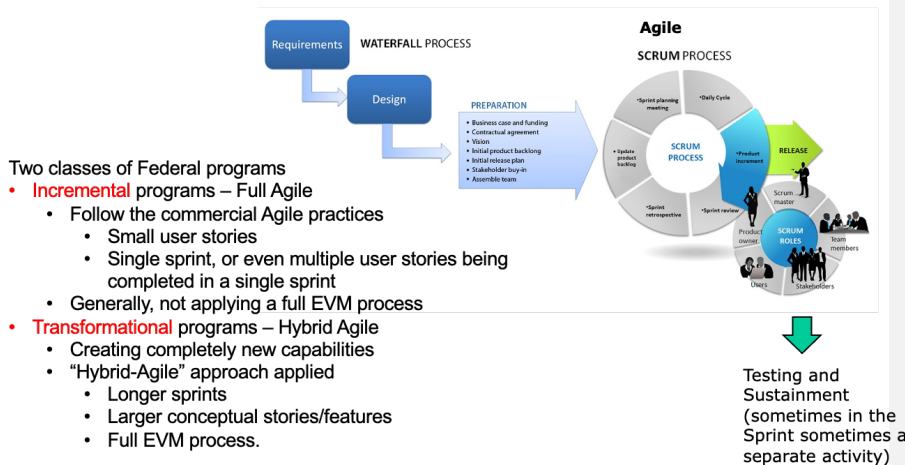 Agile
Requirements
WATERFALL PROCESS
SCRUM PROCESS
Design
PREPARATION
• Business case and funding
• Contractual agreement
• Vision
• Initial product backlong
• Initial release plan
• Stakeholder buy-in
• Assemble team
•Sprint planning
meeting
•Daily Cycle
• Update
product
backlog
SCRUM
PROCESS
•Product
increment
RELEASE
•Sprint
retrospective
•Sprint review
Scrum
master
Product
owner
SCRUM
ROLES
Team
members
Users
Stakeholders
Two classes of Federal programs
• Incremental programs – Full Agile
• Follow the commercial Agile practices
• Small user stories
• Single sprint, or even multiple user stories being
completed in a single sprint
• Generally, not applying a full EVM process
• Transformational programs – Hybrid Agile
• Creating completely new capabilities
• “Hybrid-Agile” approach applied
• Longer sprints
• Larger conceptual stories/features
• Full EVM process.
Testing and
Sustainment
(sometimes in the
Sprint sometimes a
separate activity)